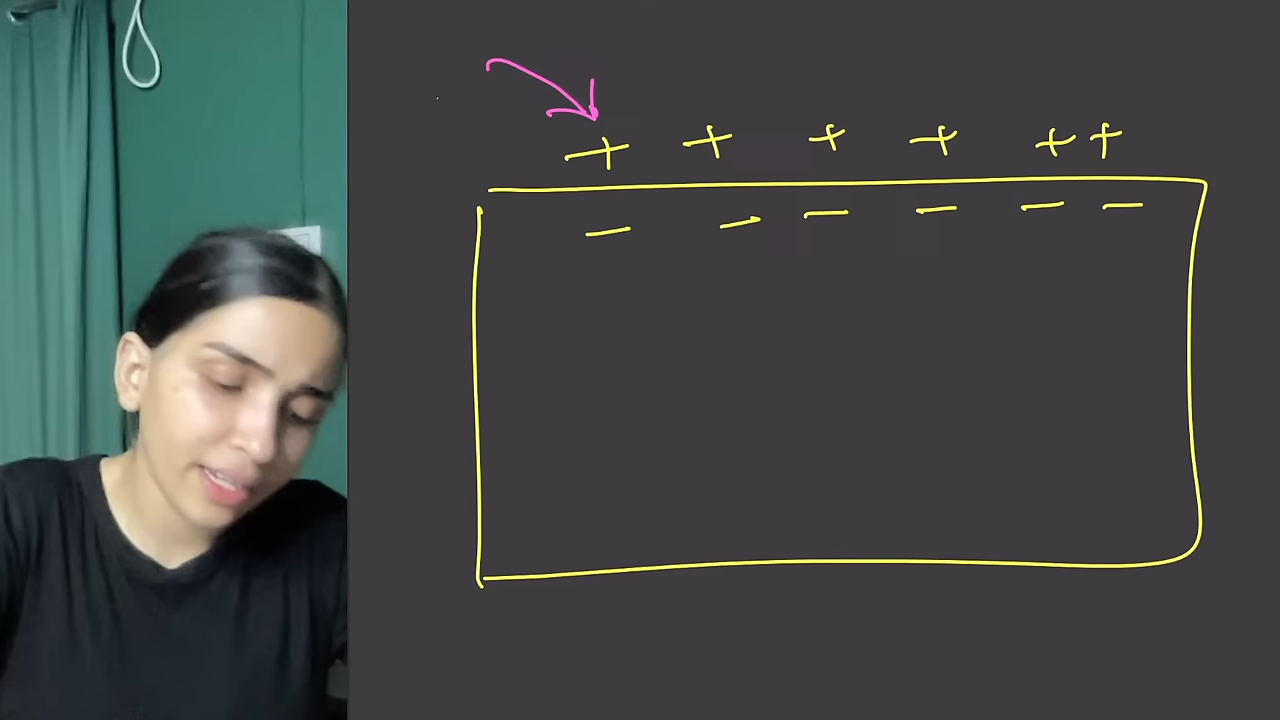 + + + + + +
− − − − − −